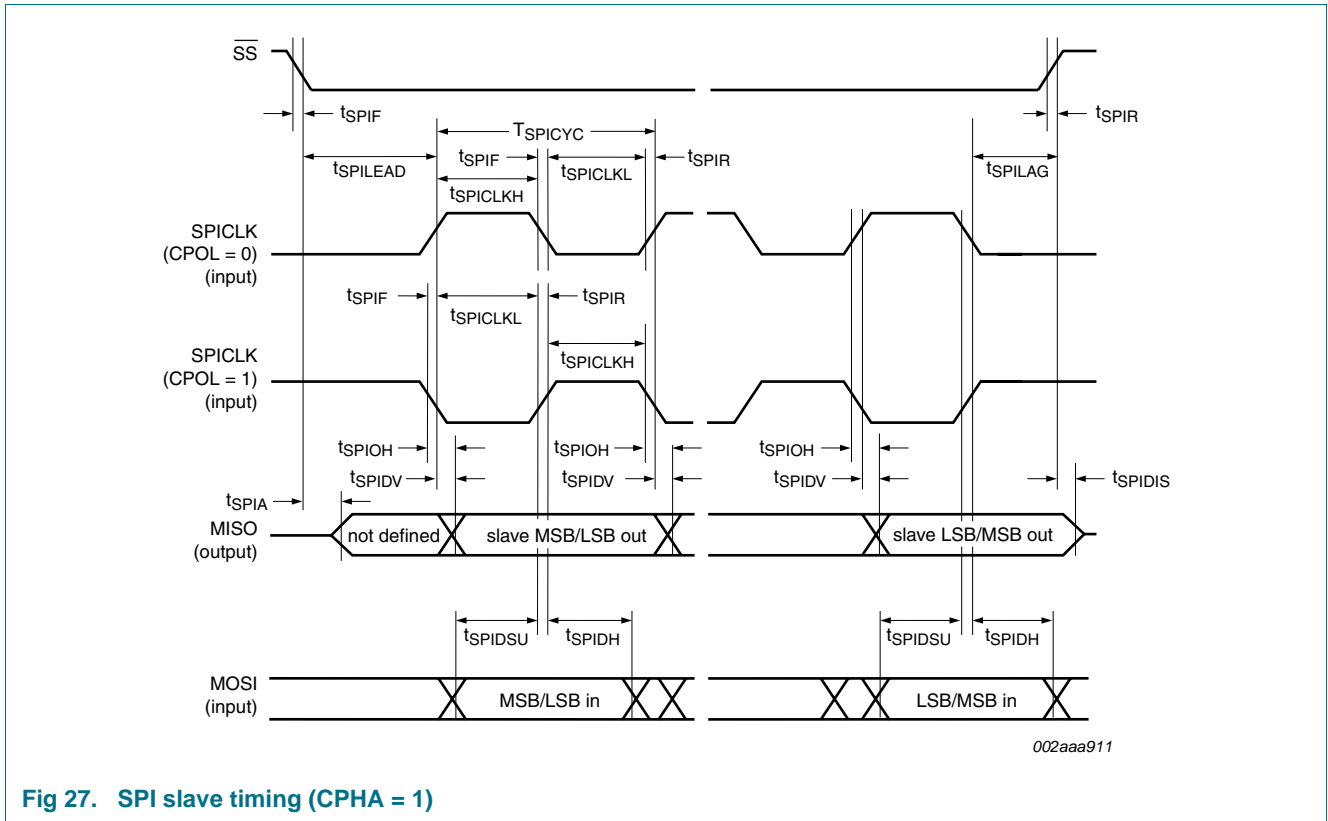 SS
tSPIF
tSPIR
TSPICYC
tSPIF
tSPIR
tSPILEAD
tSPICLKL
tSPILAG
tSPICLKH
SPICLK
(CPOL = 0)
(input)
tSPIF
tSPIR
tSPICLKL
SPICLK
(CPOL = 1)
(input)
tSPICLKH
tSPIOH
tSPIOH
tSPIOH
tSPIDV
tSPIDV
tSPIDV
tSPIDIS
tSPIA
MISO
(output)
not defined
slave MSB/LSB out
slave LSB/MSB out
tSPIDSU
tSPIDH
tSPIDSU
tSPIDH
MOSI
(input)
MSB/LSB in
LSB/MSB in
002aaa911
Fig 27. SPI slave timing (CPHA = 1)